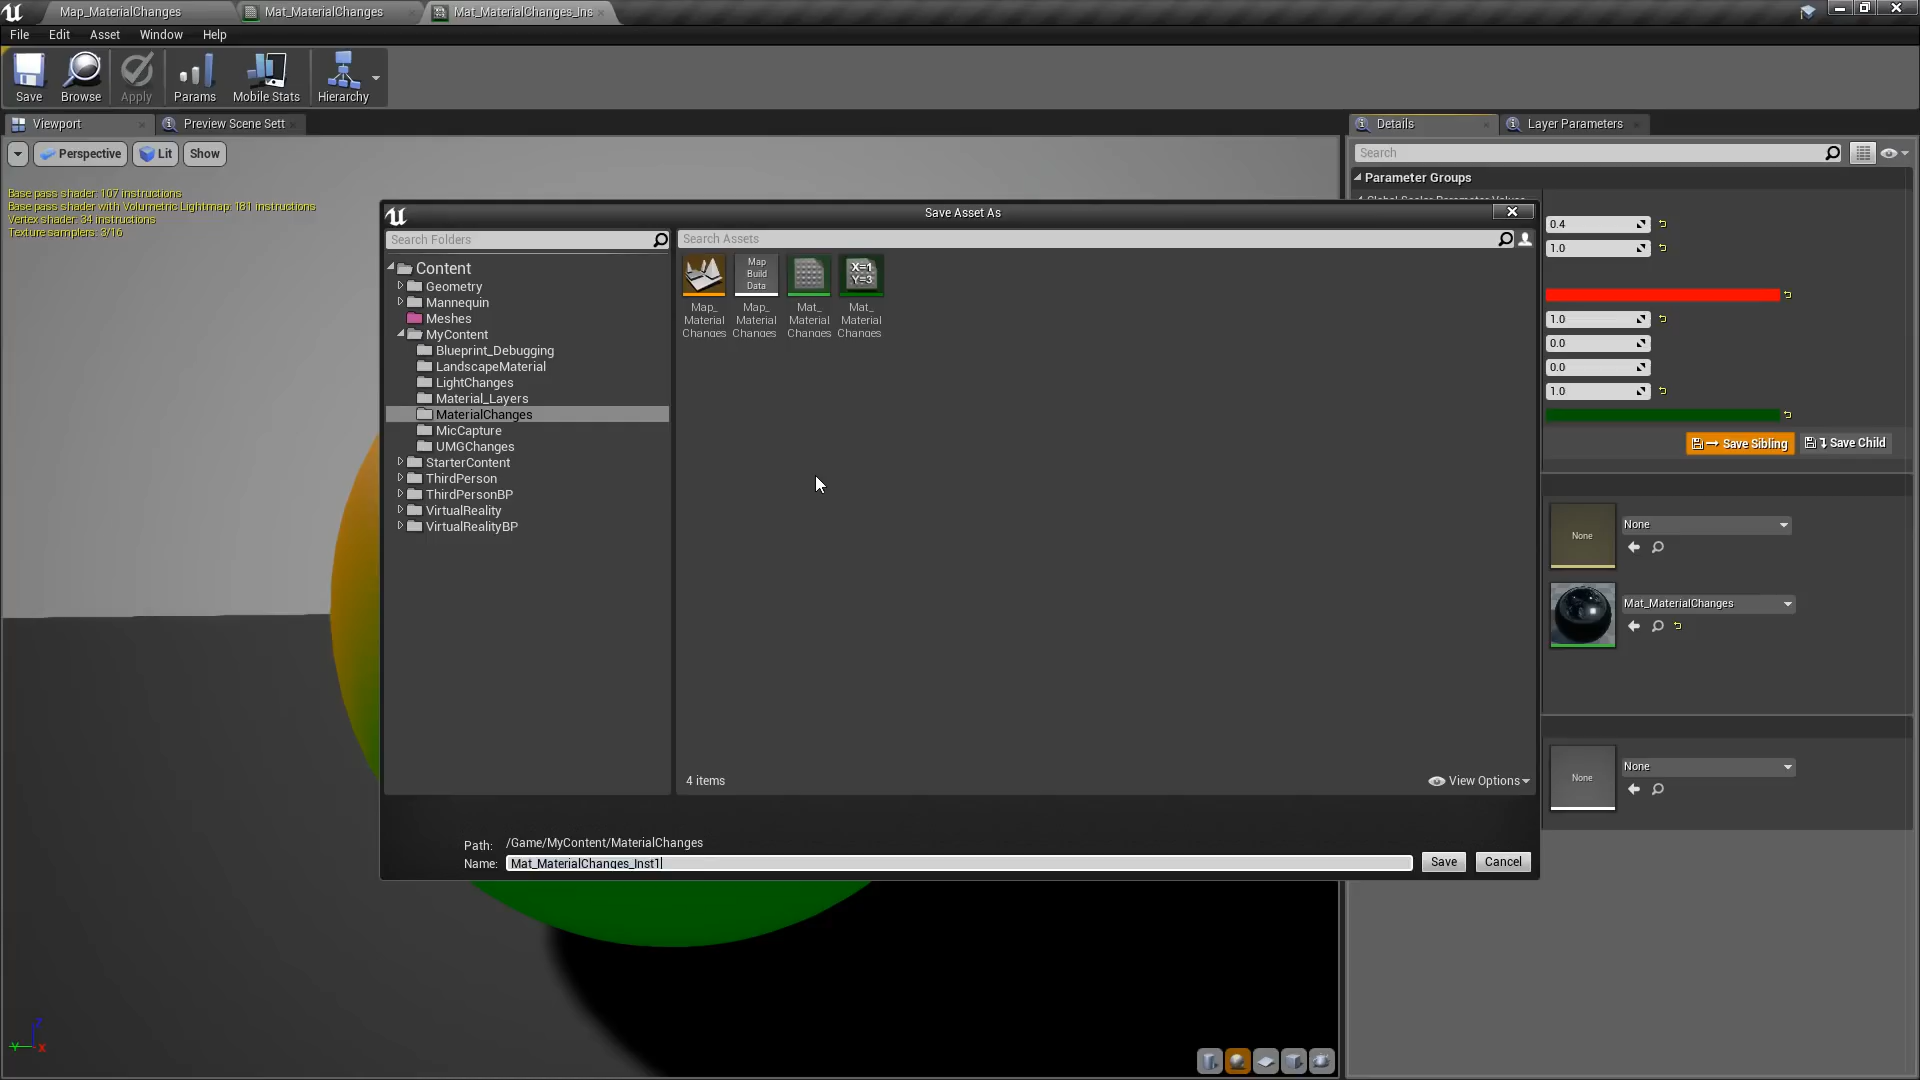 Map_MaterialChanges
Mat_MaterialChanges
Mat_MaterialChanges_Ins
File Edit Asset Window Help
Save Browse Apply Params Mobile Stats Hierarchy
Viewport
Preview Scene Sett
Details
Layer Parameters
Perspective Lit Show
Search
Base pass shader: 107 instructions
Base pass shader with Volumetric Lightmap: 181 instructions
Vertex shader: 34 instructions
Texture samplers: 3/16
Parameter Groups
Global Scalar Parameter Values
0.4
1.0
1.0
0.0
0.0
1.0
Save Sibling
Save Child
None
None
Mat_MaterialChanges
None
None
Save Asset As
Search Folders
Search Assets
Content
Geometry
Mannequin
Meshes
MyContent
Blueprint_Debugging
LandscapeMaterial
LightChanges
Material_Layers
MaterialChanges
MicCapture
UMGChanges
StarterContent
ThirdPerson
ThirdPersonBP
VirtualReality
VirtualRealityBP
Map
Build
Data
X=1
Y=3
Map_
Material
Changes
Map_
Material
Changes
Mat_
Material
Changes
Mat_
Material
Changes
4 items
View Options
Path: /Game/MyContent/MaterialChanges
Name: Mat_MaterialChanges_Inst1
Save
Cancel
Z
Y
X